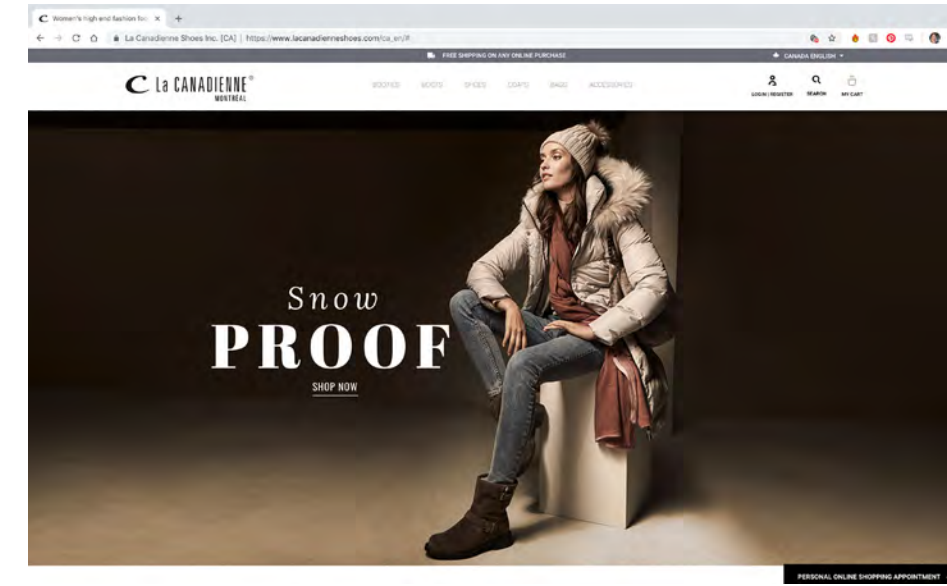 Women's high end fashion foo
La Canadienne Shoes Inc. [CA] | https://www.lacanadienneshoes.com/ca_en/#
FREE SHIPPING ON ANY ONLINE PURCHASE
CANADA ENGLISH
C La CANADIENNE®
MONTRÉAL
BOOTIES BOOTS SHOES COATS BAGS ACCESSORIES
LOGIN | REGISTER SEARCH MY CART
Snow
PROOF
SHOP NOW
PERSONAL ONLINE SHOPPING APPOINTMENT